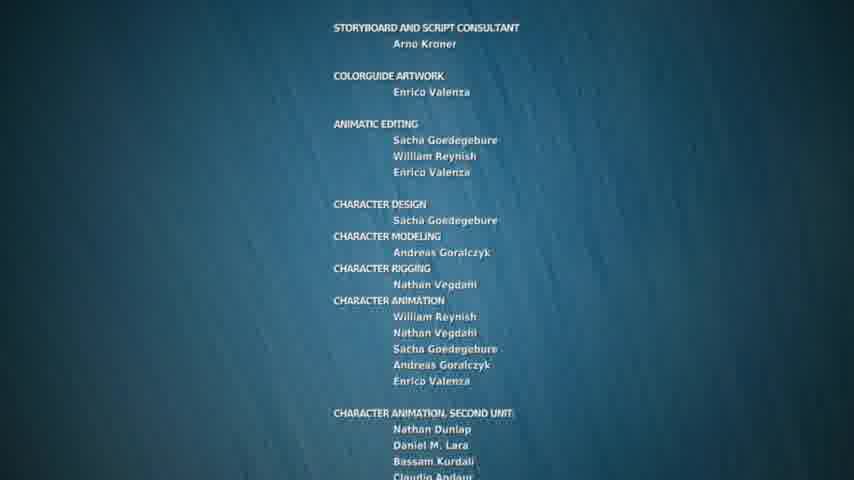 STORYBOARD AND SCRIPT CONSULTANT
Arno Kroner
COLORGUIDE ARTWORK
Enrico Valenza
ANIMATIC EDITING
Sacha Goedegebure
William Reynish
Enrico Valenza
CHARACTER DESIGN
Sacha Goedegebure
CHARACTER MODELING
Andreas Goralczyk
CHARACTER RIGGING
Nathan Vegdahl
CHARACTER ANIMATION
William Reynish
Nathan Vegdahl
Sacha Goedegebure
Andreas Goralczyk
Enrico Valenza
CHARACTER ANIMATION, SECOND UNIT
Nathan Dunlap
Daniel M. Lara
Bassam Kurdali
Claudio Andaur